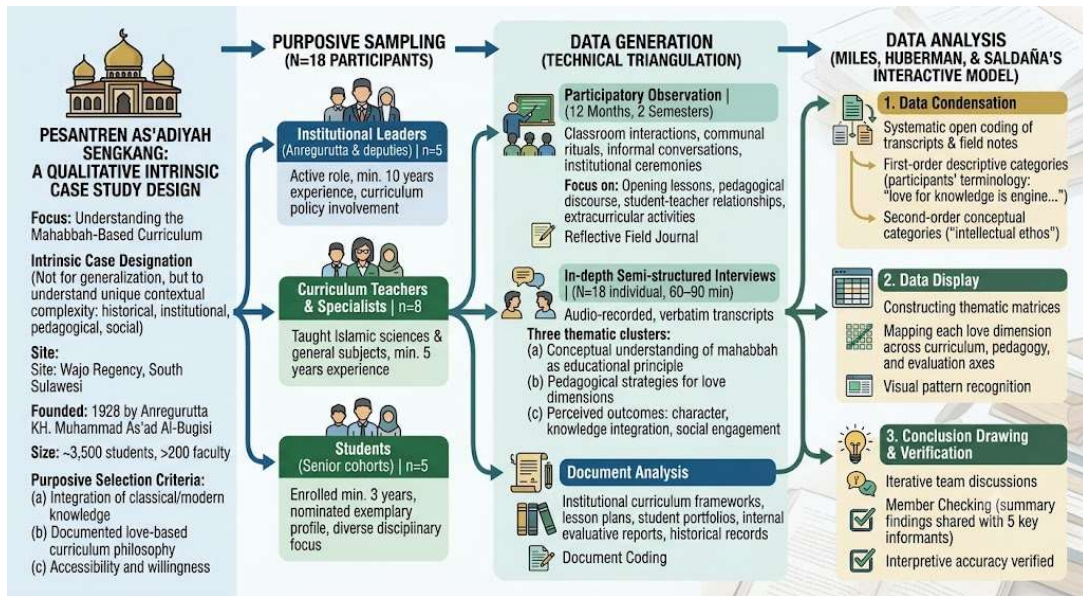 PESANTREN AS'ADIYAH
SENGKANG:
A QUALITATIVE INTRINSIC
CASE STUDY DESIGN
Focus: Understanding the
Mahabbah-Based Curriculum
Intrinsic Case Designation
(Not for generalization, but to
understand unique contextual
complexity: historical, institutional,
pedagogical, social)
Site:
Site: Wajo Regency, South
Sulawesi
Founded: 1928 by Anregurutta
KH. Muhammad As'ad Al-Bugisi
Size: ~3,500 students, >200 faculty
Purposive Selection Criteria:
(a) Integration of classical/modern
knowledge
(b) Documented love-based
curriculum philosophy
(c) Accessibility and willingness
PURPOSIVE SAMPLING
(N=18 PARTICIPANTS)
Institutional Leaders
(Anregurutta & deputies) | n=5
Active role, min. 10 years
experience, curriculum
policy involvement
Curriculum Teachers
& Specialists | n=8
Taught Islamic sciences &
general subjects, min. 5
years experience
Students
(Senior cohorts) | n=5
Enrolled min. 3 years,
nominated exemplary
profile, diverse disciplinary
focus
DATA GENERATION
(TECHNICAL TRIANGULATION)
Participatory Observation |
(12 Months, 2 Semesters)
Classroom interactions, communal
rituals, informal conversations,
institutional ceremonies
Focus on: Opening lessons, pedagogical
discourse, student-teacher relationships,
extracurricular activities
Reflective Field Journal
In-depth Semi-structured Interviews
| (N=18 individual, 60–90 min)
Audio-recorded, verbatim transcripts
Three thematic clusters:
(a) Conceptual understanding of mahabbah
as educational principle
(b) Pedagogical strategies for love
dimensions
(c) Perceived outcomes: character,
knowledge integration, social engagement
Document Analysis
Institutional curriculum frameworks,
lesson plans, student portfolios, internal
evaluative reports, historical records
Document Coding
DATA ANALYSIS
(MILES, HUBERMAN, & SALDAÑA'S
INTERACTIVE MODEL)
1. Data Condensation
Systematic open coding of
transcripts & field notes
First-order descriptive categories
(participants' terminology:
"love for knowledge is engine...")
Second-order conceptual
categories ("intellectual ethos")
2. Data Display
Constructing thematic matrices
Mapping each love dimension
across curriculum, pedagogy,
and evaluation axes
Visual pattern recognition
3. Conclusion Drawing
& Verification
Iterative team discussions
Member Checking (summary
findings shared with 5 key
informants)
Interpretive accuracy verified